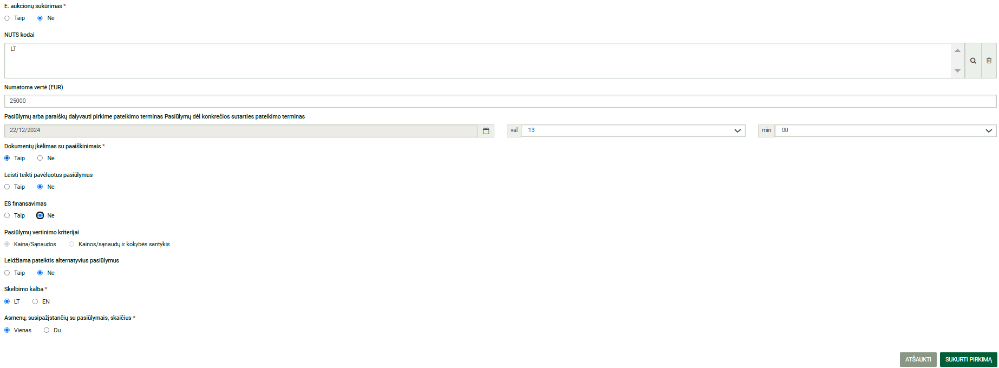 E. aukcionų sukūrimas *
Taip Ne
NUTS kodai
LT
Numatoma vertė (EUR)
25000
Pasiūlymų arba paraiškų dalyvauti pirkime pateikimo terminas Pasiūlymų dėl konkrečios sutarties pateikimo terminas
22/12/2024 val 13 min 00
Dokumentų įkėlimas su paaiškinimais *
Taip Ne
Leisti teikti pavėluotus pasiūlymus
Taip Ne
ES finansavimas
Taip Ne
Pasiūlymų vertinimo kriterijai
Kaina/Sąnaudos Kainos/sąnaudų ir kokybės santykis
Leidžiama pateiktis alternatyvius pasiūlymus
Taip Ne
Skelbimo kalba *
LT EN
Asmenų, susipažįstančių su pasiūlymais, skaičius *
Vienas Du
ATŠAUKTI SUKURTI PIRKIMĄ